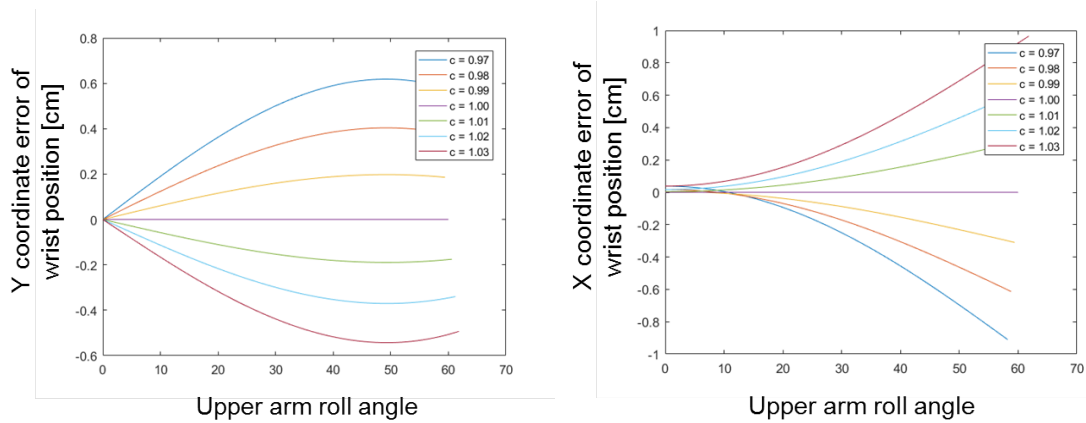 Y coordinate error of
wrist position [cm]
0.8
0.6
0.4
0.2
0
-0.2
-0.4
-0.6
0
10
20
30
40
50
60
70
c = 0.97
c = 0.98
c = 0.99
c = 1.00
c = 1.01
c = 1.02
c = 1.03
Upper arm roll angle
X coordinate error of
wrist position [cm]
1
0.8
0.6
0.4
0.2
0
-0.2
-0.4
-0.6
-0.8
-1
0
10
20
30
40
50
60
70
c = 0.97
c = 0.98
c = 0.99
c = 1.00
c = 1.01
c = 1.02
c = 1.03
Upper arm roll angle